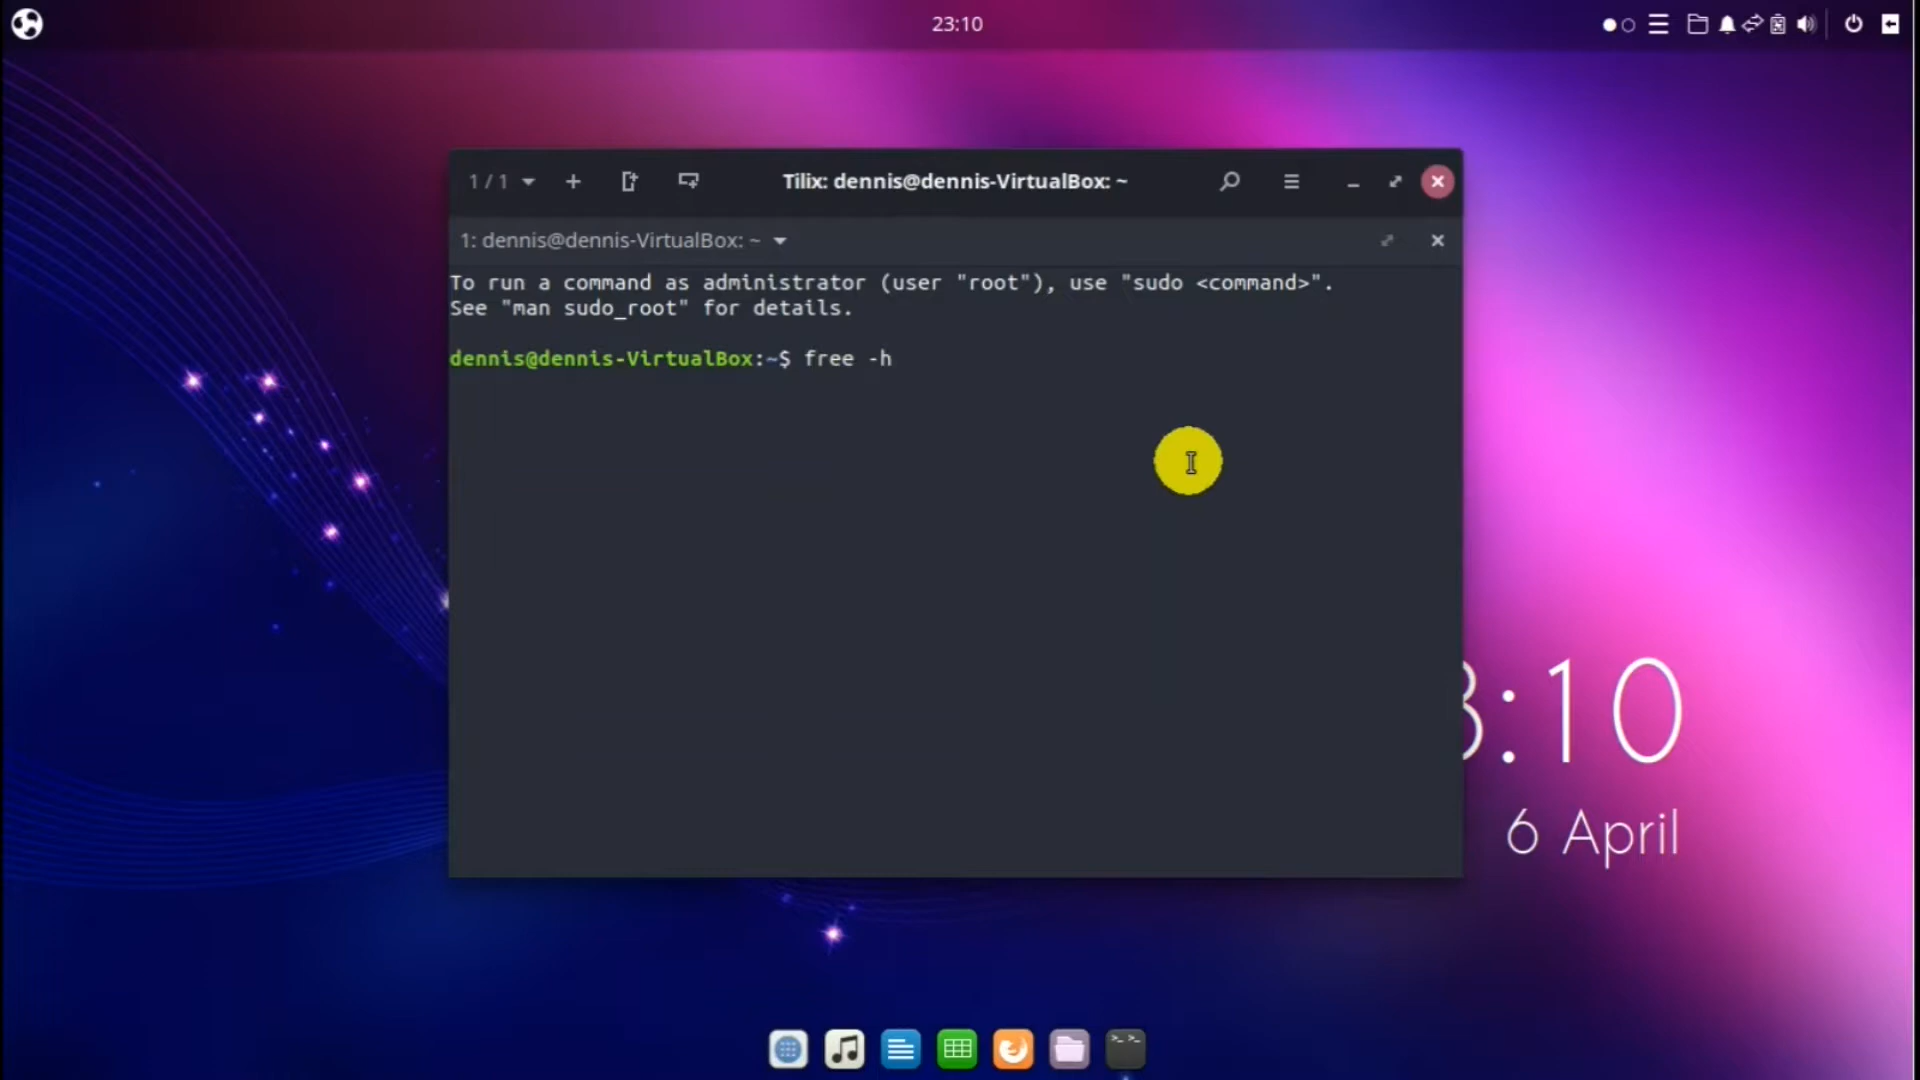 23:10
1 / 1
Tilix: dennis@dennis-VirtualBox: ~
1: dennis@dennis-VirtualBox: ~
To run a command as administrator (user "root"), use "sudo <command>".
See "man sudo_root" for details.
dennis@dennis-VirtualBox:~$ free -h
3:10
6 April